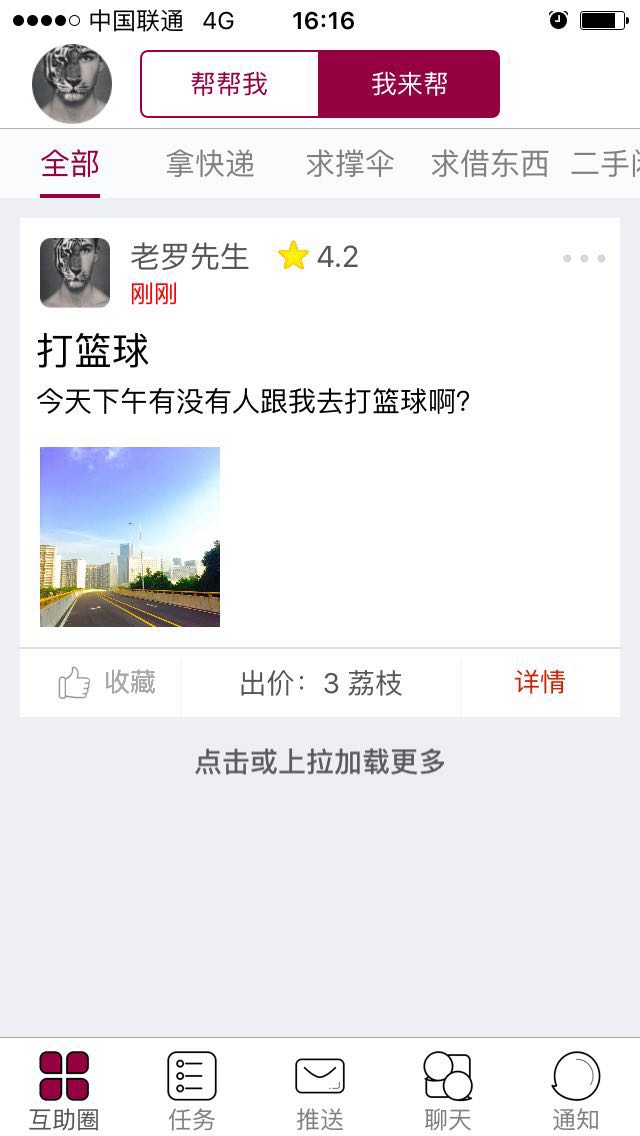 中国联通 4G 16:16
帮帮我 我来帮
全部 拿快递 求撑伞 求借东西 二手
老罗先生 4.2
刚刚
打篮球
今天下午有没有人跟我去打篮球啊?
收藏 出价：3 荔枝 详情
点击或上拉加载更多
互助圈 任务 推送 聊天 通知